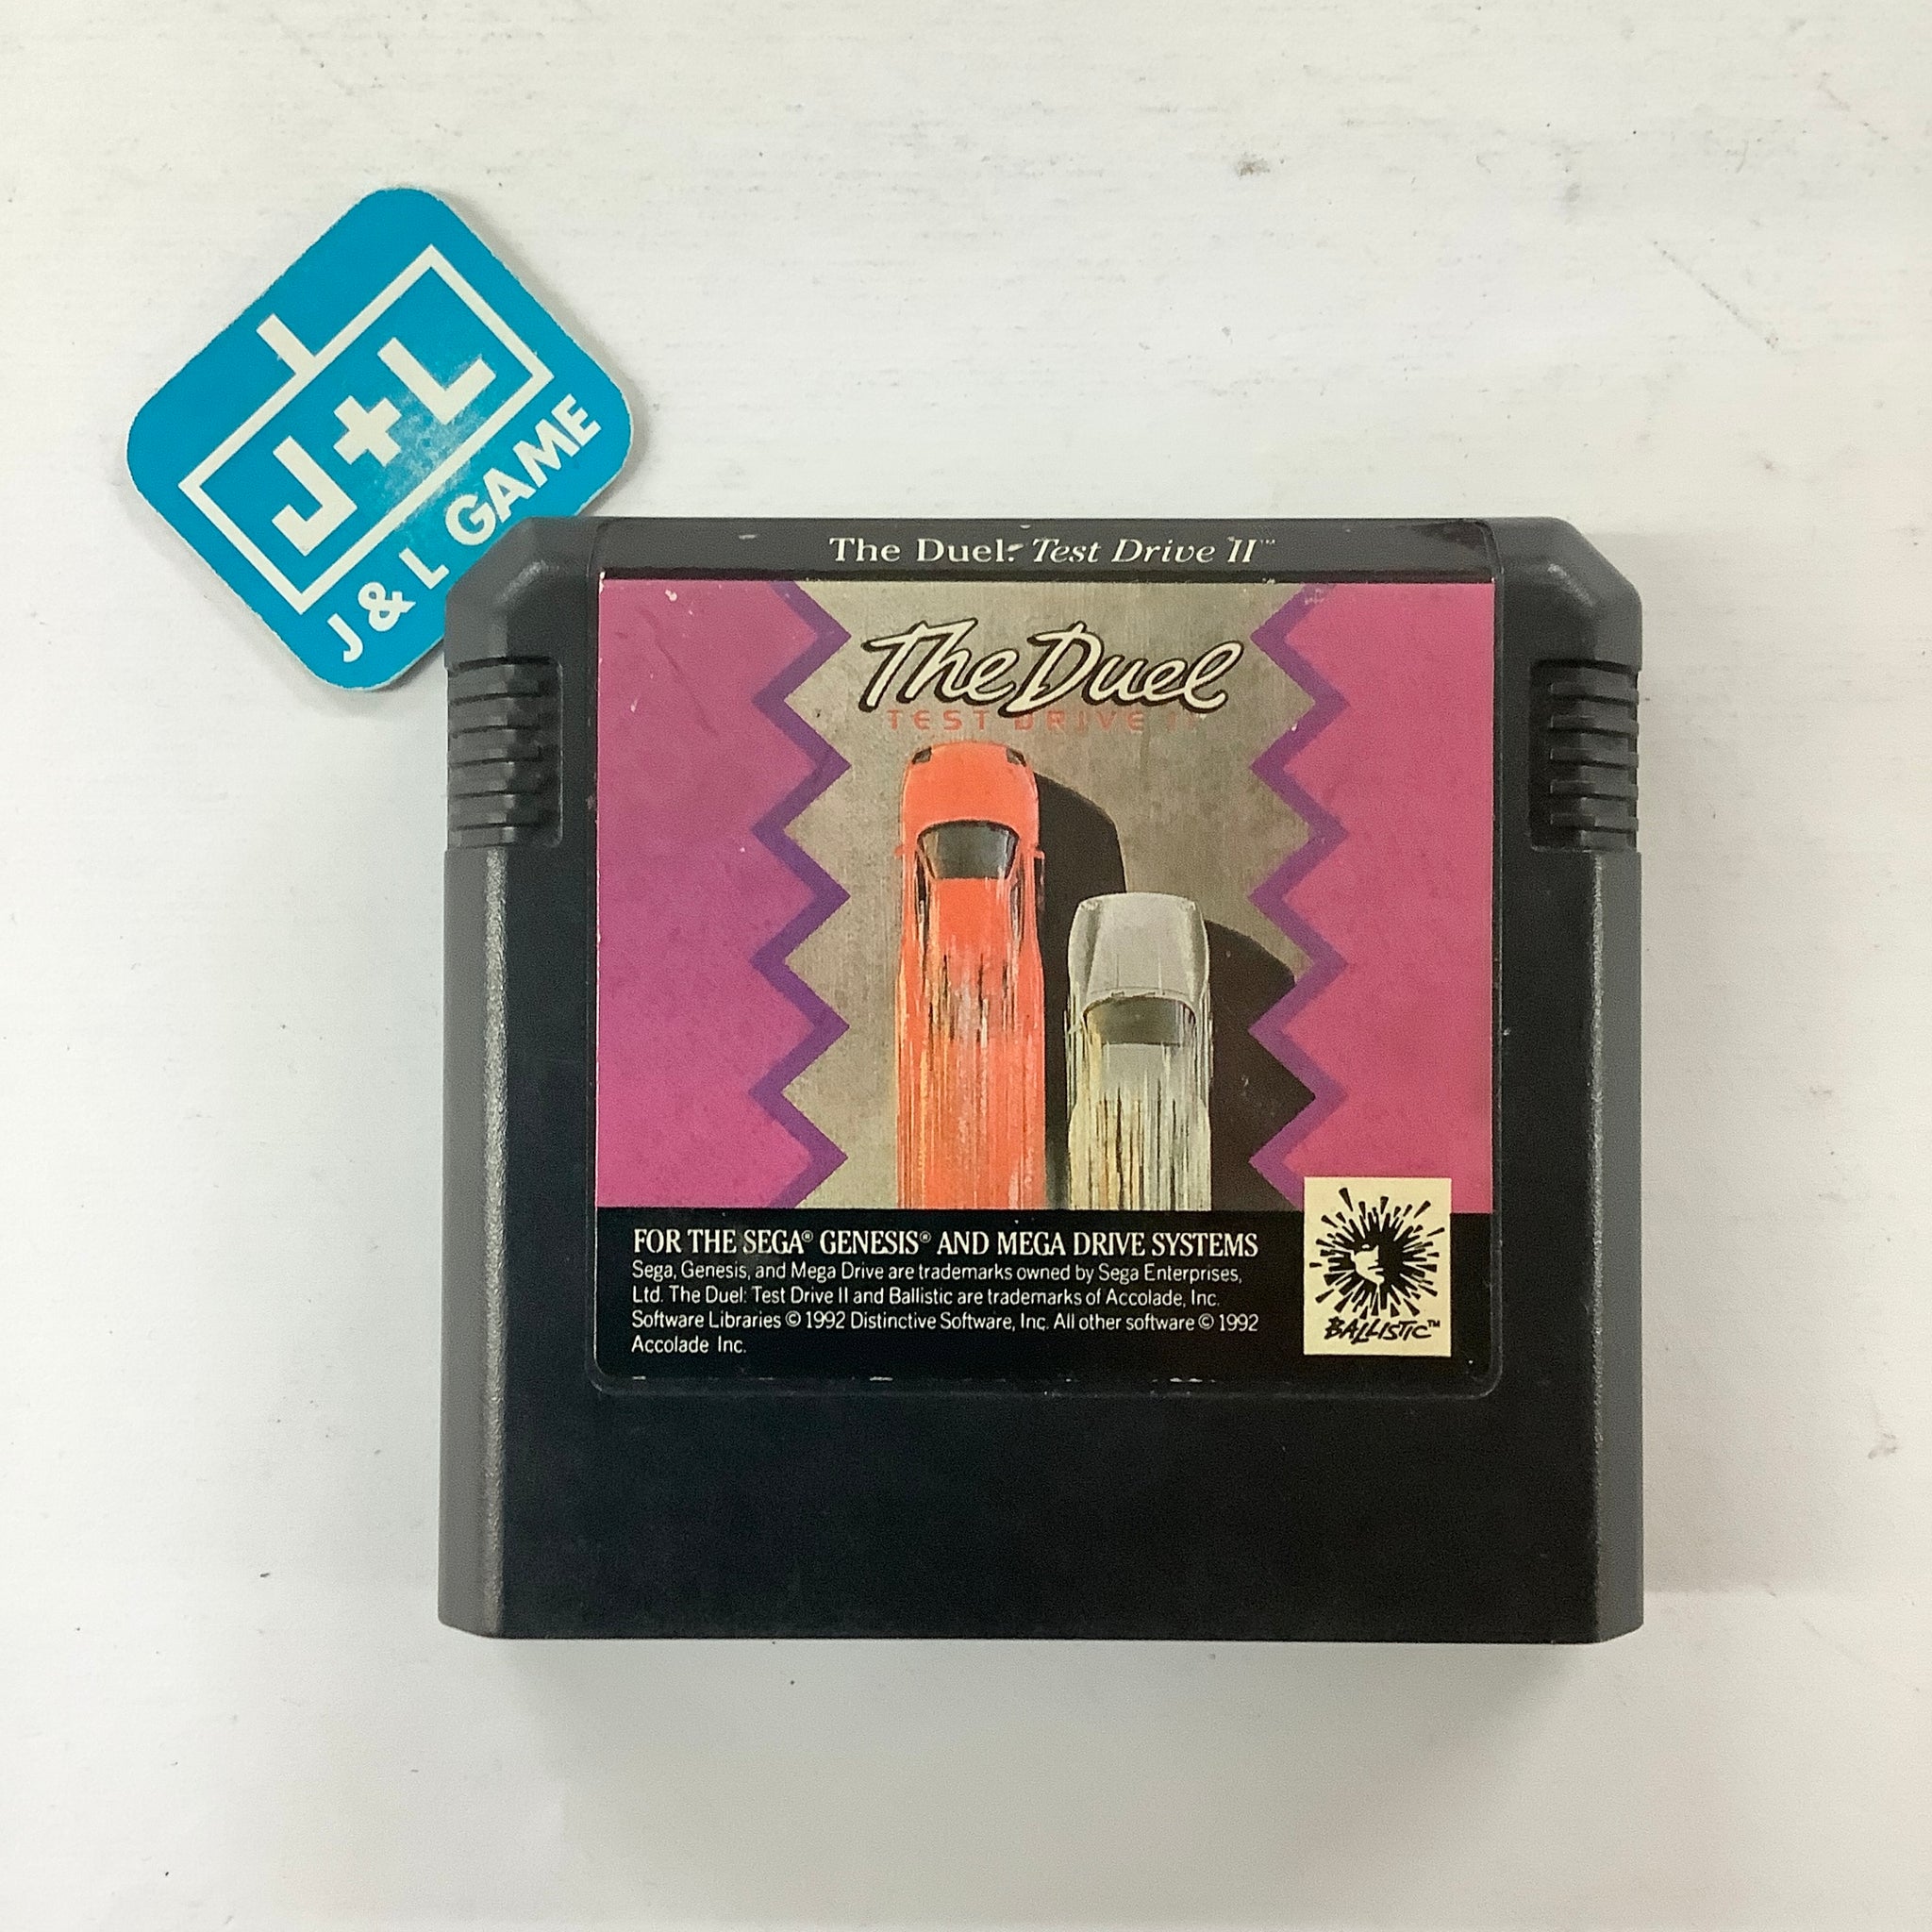 J+L
J & L GAME
The Duel: Test Drive II™
The Duel
TEST DRIVE II
FOR THE SEGA® GENESIS® AND MEGA DRIVE SYSTEMS
Sega, Genesis, and Mega Drive are trademarks owned by Sega Enterprises,
Ltd. The Duel: Test Drive II and Ballistic are trademarks of Accolade, Inc.
Software Libraries © 1992 Distinctive Software, Inc. All other software © 1992
Accolade Inc.
BALLISTIC™